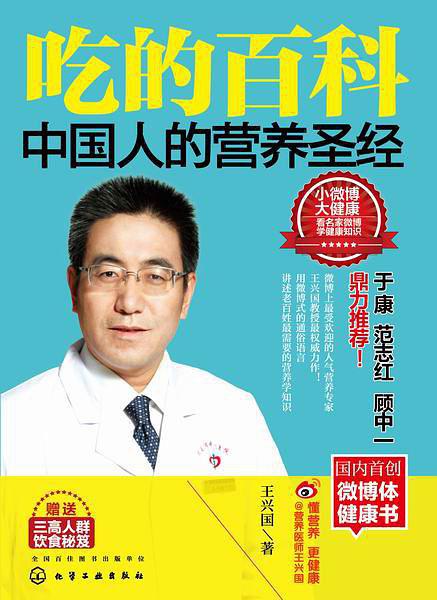 吃的百科
中国人的营养圣经
小微博
大健康
看名家微博
学健康知识
于康 范志红 顾中一
鼎力推荐！
微博上最受欢迎的人气营养专家
王兴国教授最权威力作！
用微博式的通俗语言
讲述老百姓最需要的营养学知识
国内首创
微博体
健康书
懂营养 更健康
@营养医师王兴国
王兴国 著
赠送
三高人群
饮食秘笈
全国百佳图书出版单位
化学工业出版社